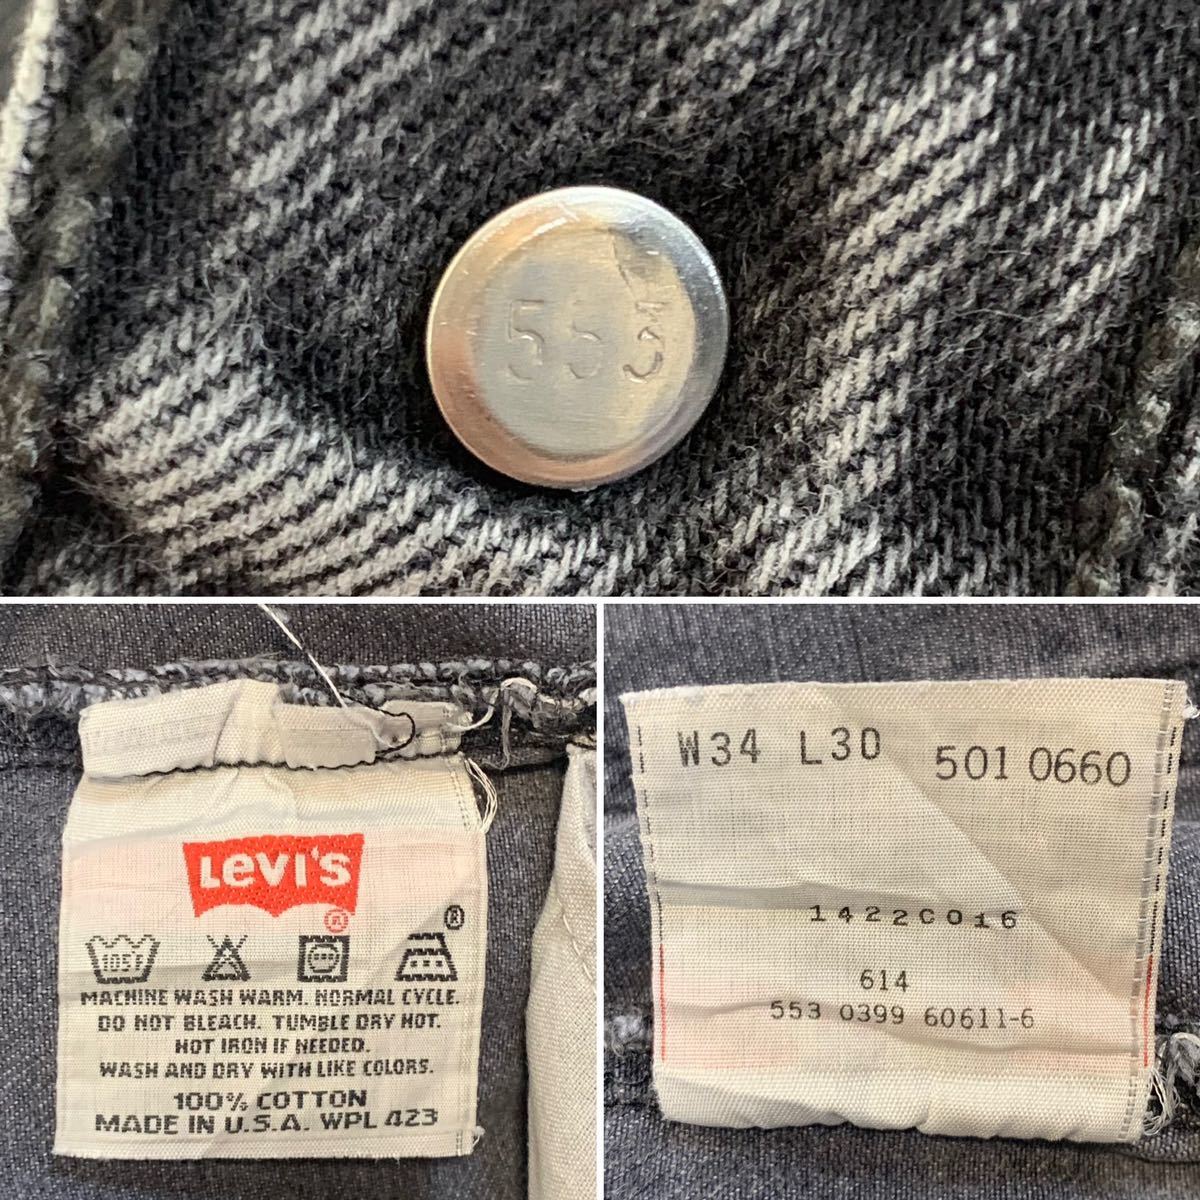 553
Levi's
®
®
105F
MACHINE WASH WARM. NORMAL CYCLE.
DO NOT BLEACH. TUMBLE DRY HOT.
HOT IRON IF NEEDED.
WASH AND DRY WITH LIKE COLORS.
100% COTTON
MADE IN U.S.A. WPL 423
W34 L30 501 0660
1422C016
614
553 0399 60611-6